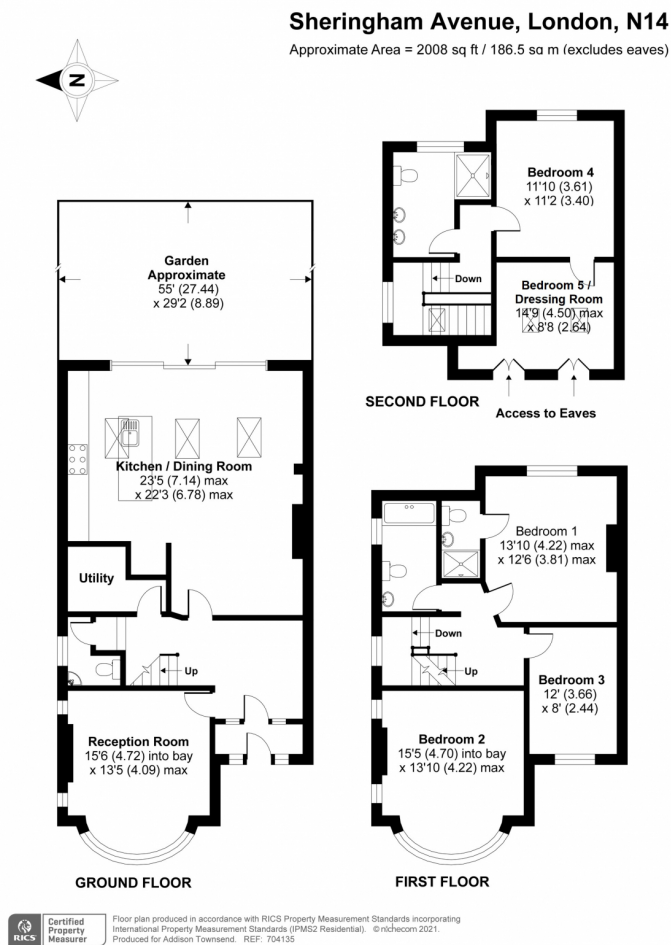 Sheringham Avenue, London, N14
Approximate Area = 2008 sq ft / 186.5 sq m (excludes eaves)
N
Bedroom 4
11'10 (3.61)
x 11'2 (3.40)
Down
Bedroom 5 /
Dressing Room
14'9 (4.50) max
x 8'8 (2.64)
SECOND FLOOR
Access to Eaves
Garden
Approximate
55' (27.44)
x 29'2 (8.89)
Kitchen / Dining Room
23'5 (7.14) max
x 22'3 (6.78) max
Utility
Up
Reception Room
15'6 (4.72) into bay
x 13'5 (4.09) max
GROUND FLOOR
Bedroom 1
13'10 (4.22) max
x 12'6 (3.81) max
Down
Up
Bedroom 3
12' (3.66)
x 8' (2.44)
Bedroom 2
15'5 (4.70) into bay
x 13'10 (4.22) max
FIRST FLOOR
RICS
Certified
Property
Measurer
Floor plan produced in accordance with RICS Property Measurement Standards incorporating
International Property Measurement Standards (IPMS2 Residential). © nichecom 2021.
Produced for Addison Townsend. REF: 704135